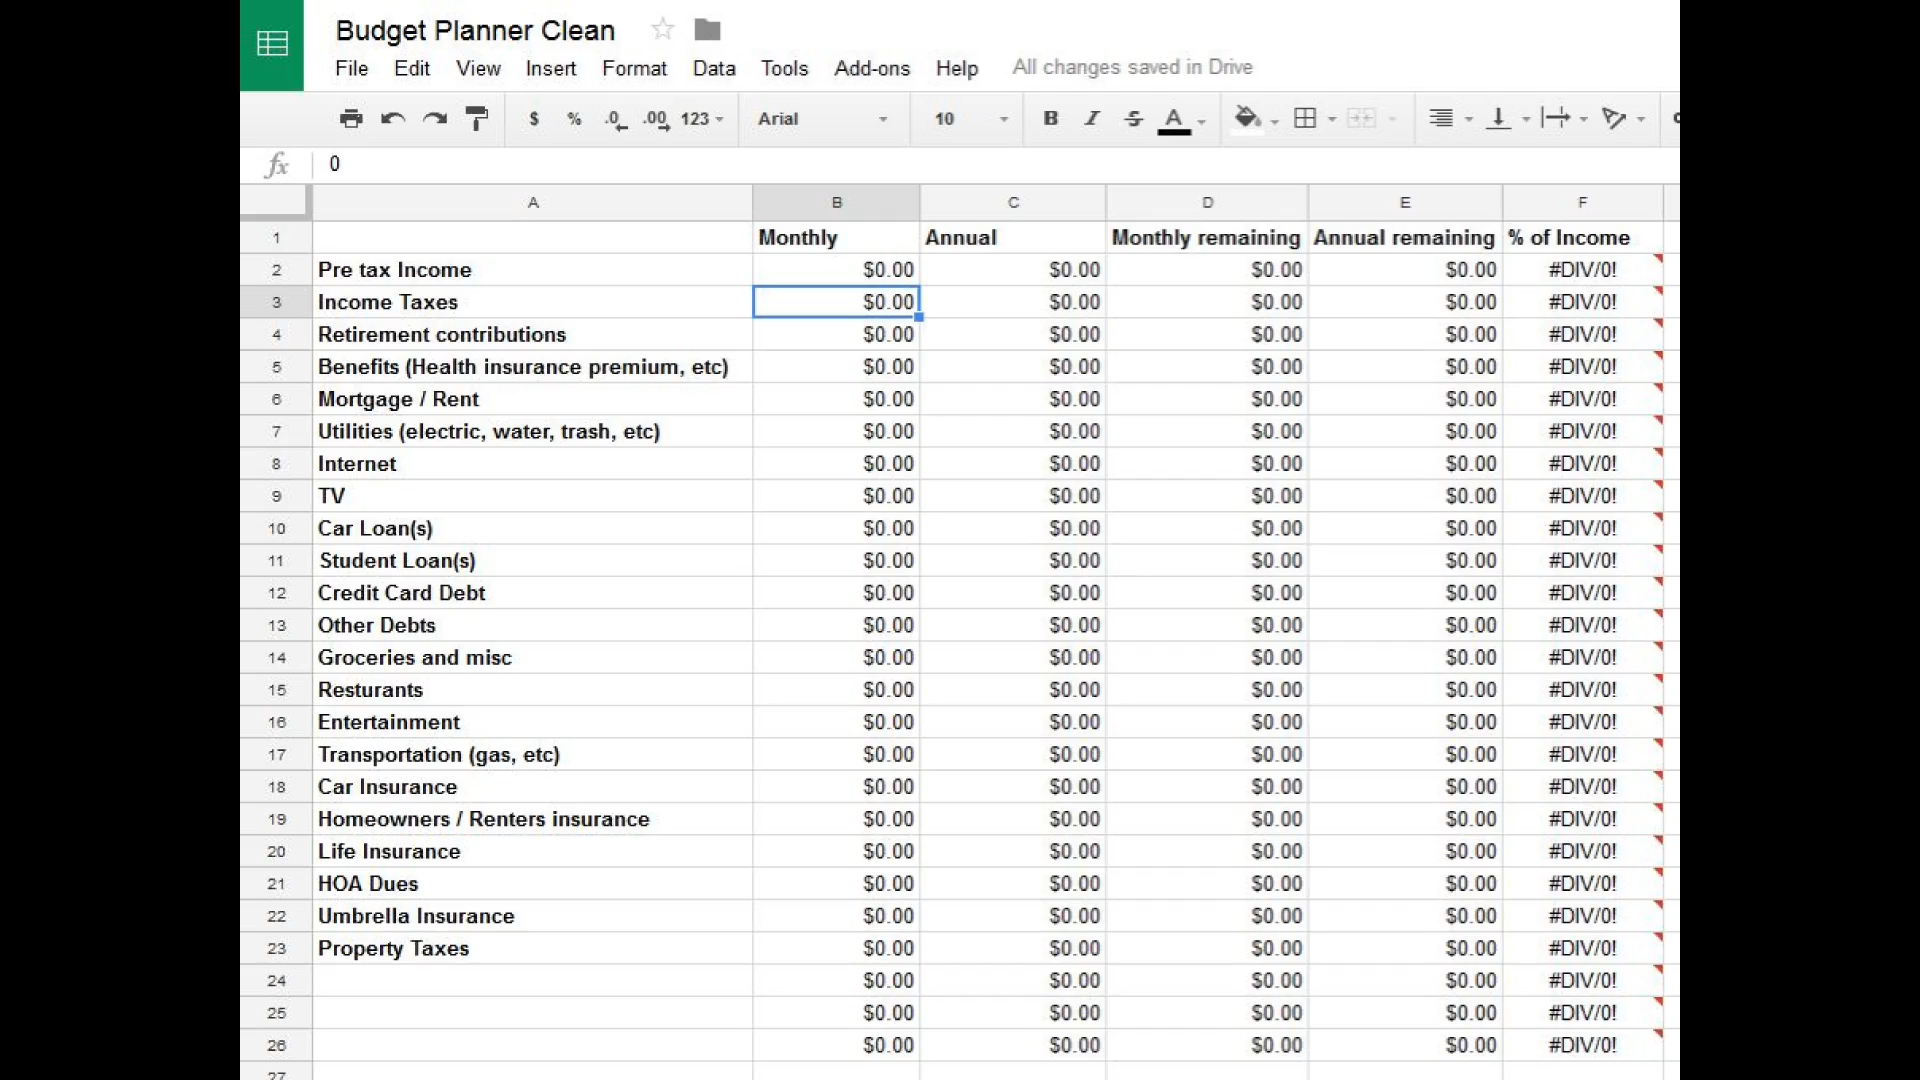 Budget Planner Clean
File Edit View Insert Format Data Tools Add-ons Help All changes saved in Drive
$ % .0 .00 123 Arial 10 B I S A
fx 0
A B C D E F
1 Monthly Annual Monthly remaining Annual remaining % of Income
2 Pre tax Income $0.00 $0.00 $0.00 $0.00 #DIV/0!
3 Income Taxes $0.00 $0.00 $0.00 $0.00 #DIV/0!
4 Retirement contributions $0.00 $0.00 $0.00 $0.00 #DIV/0!
5 Benefits (Health insurance premium, etc) $0.00 $0.00 $0.00 $0.00 #DIV/0!
6 Mortgage / Rent $0.00 $0.00 $0.00 $0.00 #DIV/0!
7 Utilities (electric, water, trash, etc) $0.00 $0.00 $0.00 $0.00 #DIV/0!
8 Internet $0.00 $0.00 $0.00 $0.00 #DIV/0!
9 TV $0.00 $0.00 $0.00 $0.00 #DIV/0!
10 Car Loan(s) $0.00 $0.00 $0.00 $0.00 #DIV/0!
11 Student Loan(s) $0.00 $0.00 $0.00 $0.00 #DIV/0!
12 Credit Card Debt $0.00 $0.00 $0.00 $0.00 #DIV/0!
13 Other Debts $0.00 $0.00 $0.00 $0.00 #DIV/0!
14 Groceries and misc $0.00 $0.00 $0.00 $0.00 #DIV/0!
15 Resturants $0.00 $0.00 $0.00 $0.00 #DIV/0!
16 Entertainment $0.00 $0.00 $0.00 $0.00 #DIV/0!
17 Transportation (gas, etc) $0.00 $0.00 $0.00 $0.00 #DIV/0!
18 Car Insurance $0.00 $0.00 $0.00 $0.00 #DIV/0!
19 Homeowners / Renters insurance $0.00 $0.00 $0.00 $0.00 #DIV/0!
20 Life Insurance $0.00 $0.00 $0.00 $0.00 #DIV/0!
21 HOA Dues $0.00 $0.00 $0.00 $0.00 #DIV/0!
22 Umbrella Insurance $0.00 $0.00 $0.00 $0.00 #DIV/0!
23 Property Taxes $0.00 $0.00 $0.00 $0.00 #DIV/0!
24 $0.00 $0.00 $0.00 $0.00 #DIV/0!
25 $0.00 $0.00 $0.00 $0.00 #DIV/0!
26 $0.00 $0.00 $0.00 $0.00 #DIV/0!
27